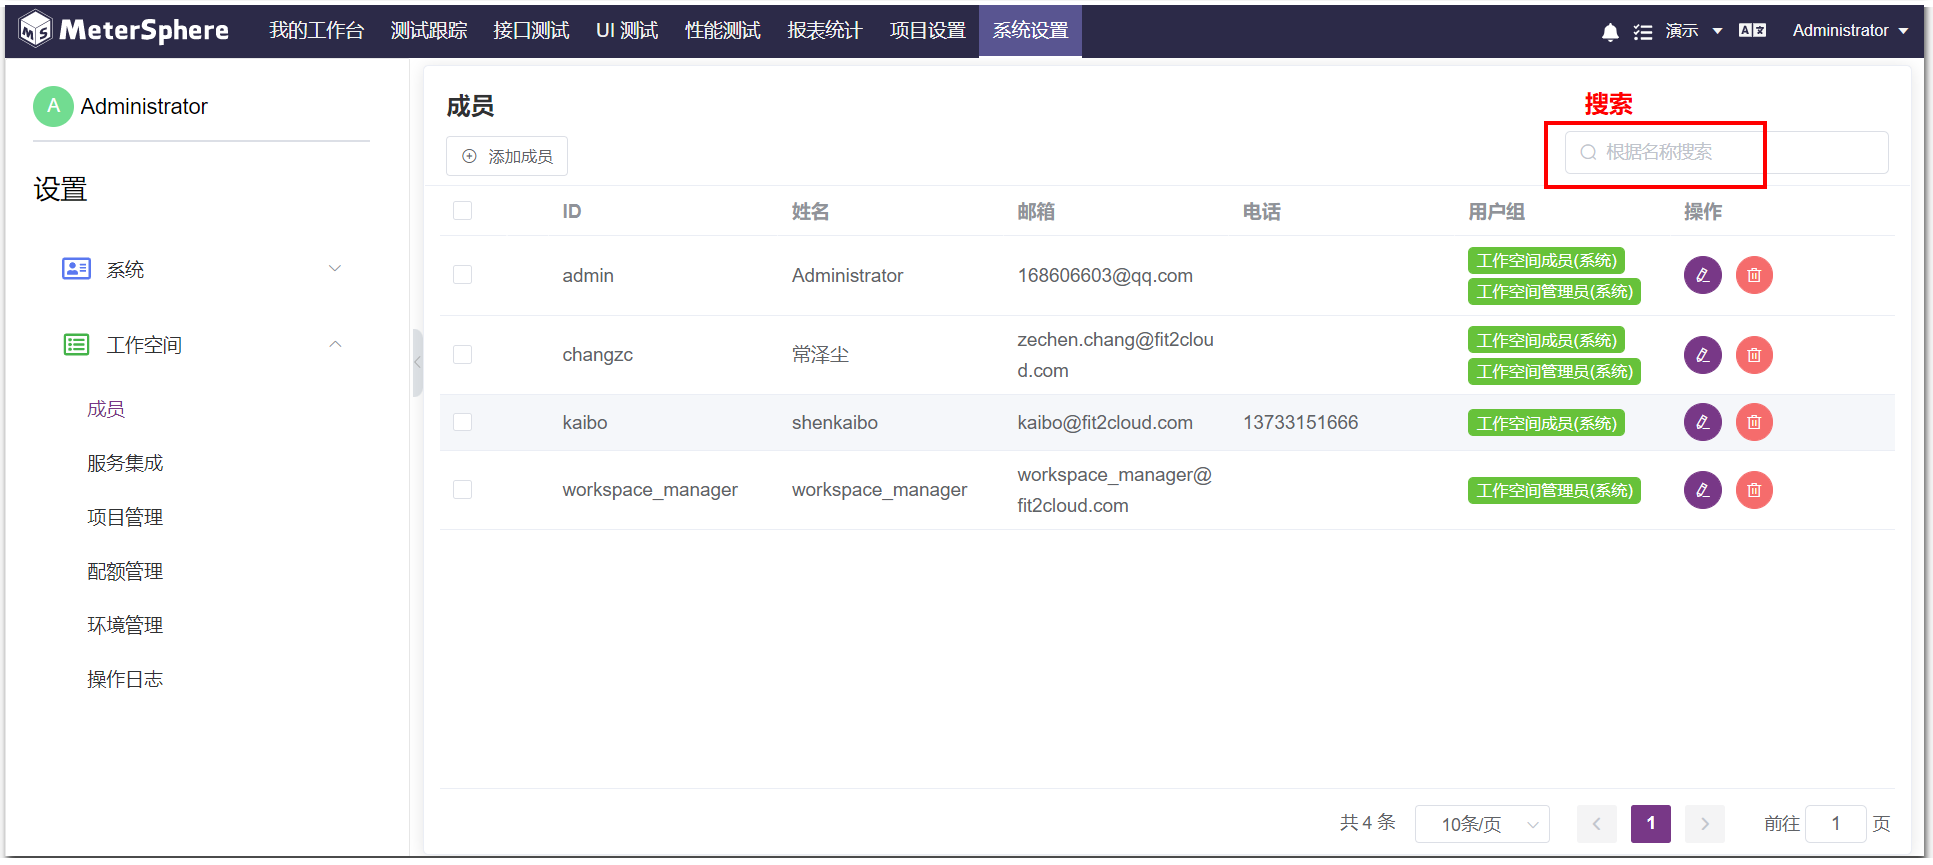 MeterSphere 我的工作台 测试跟踪 接口测试 UI 测试 性能测试 报表统计 项目设置 系统设置 演示 Administrator
A Administrator
设置
系统
工作空间
成员
服务集成
项目管理
配额管理
环境管理
操作日志
成员
搜索
添加成员
根据名称搜索
ID 姓名 邮箱 电话 用户组 操作
admin Administrator 168606603@qq.com 工作空间成员(系统)
工作空间管理员(系统)
changzc 常泽尘 zechen.chang@fit2clou
d.com
工作空间成员(系统)
工作空间管理员(系统)
kaibo shenkaibo kaibo@fit2cloud.com 13733151666 工作空间成员(系统)
workspace_manager workspace_manager workspace_manager@
fit2cloud.com
工作空间管理员(系统)
共 4 条 10条/页 1 前往 1 页